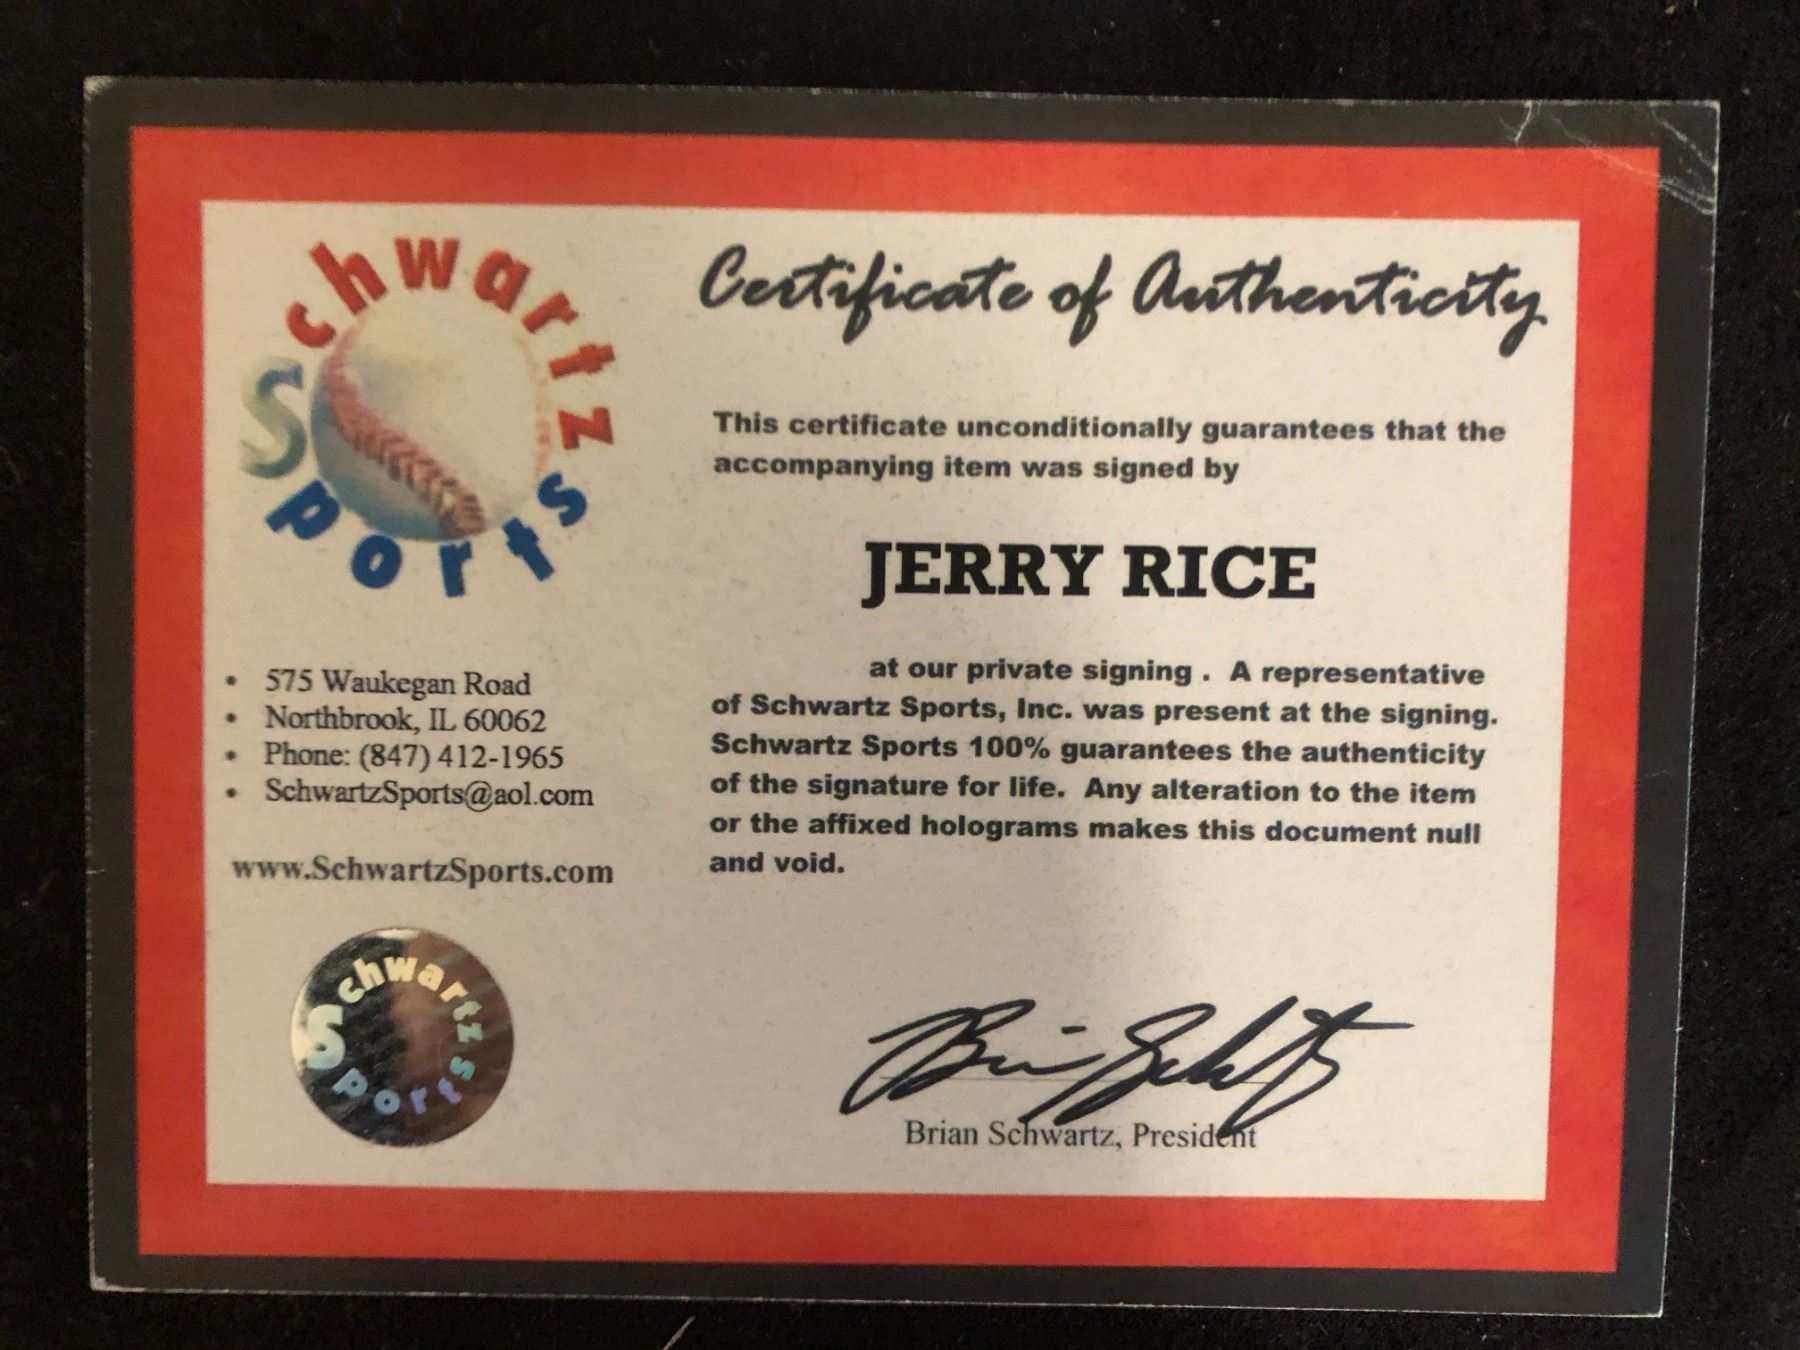 Schwartz
Sports
Certificate of Authenticity
This certificate unconditionally guarantees that the
accompanying item was signed by
JERRY RICE
at our private signing . A representative
of Schwartz Sports, Inc. was present at the signing.
Schwartz Sports 100% guarantees the authenticity
of the signature for life. Any alteration to the item
or the affixed holograms makes this document null
and void.
• 575 Waukegan Road
• Northbrook, IL 60062
• Phone: (847) 412-1965
• SchwartzSports@aol.com
www.SchwartzSports.com
Schwartz
Sports
Brian Schwartz
Brian Schwartz, President